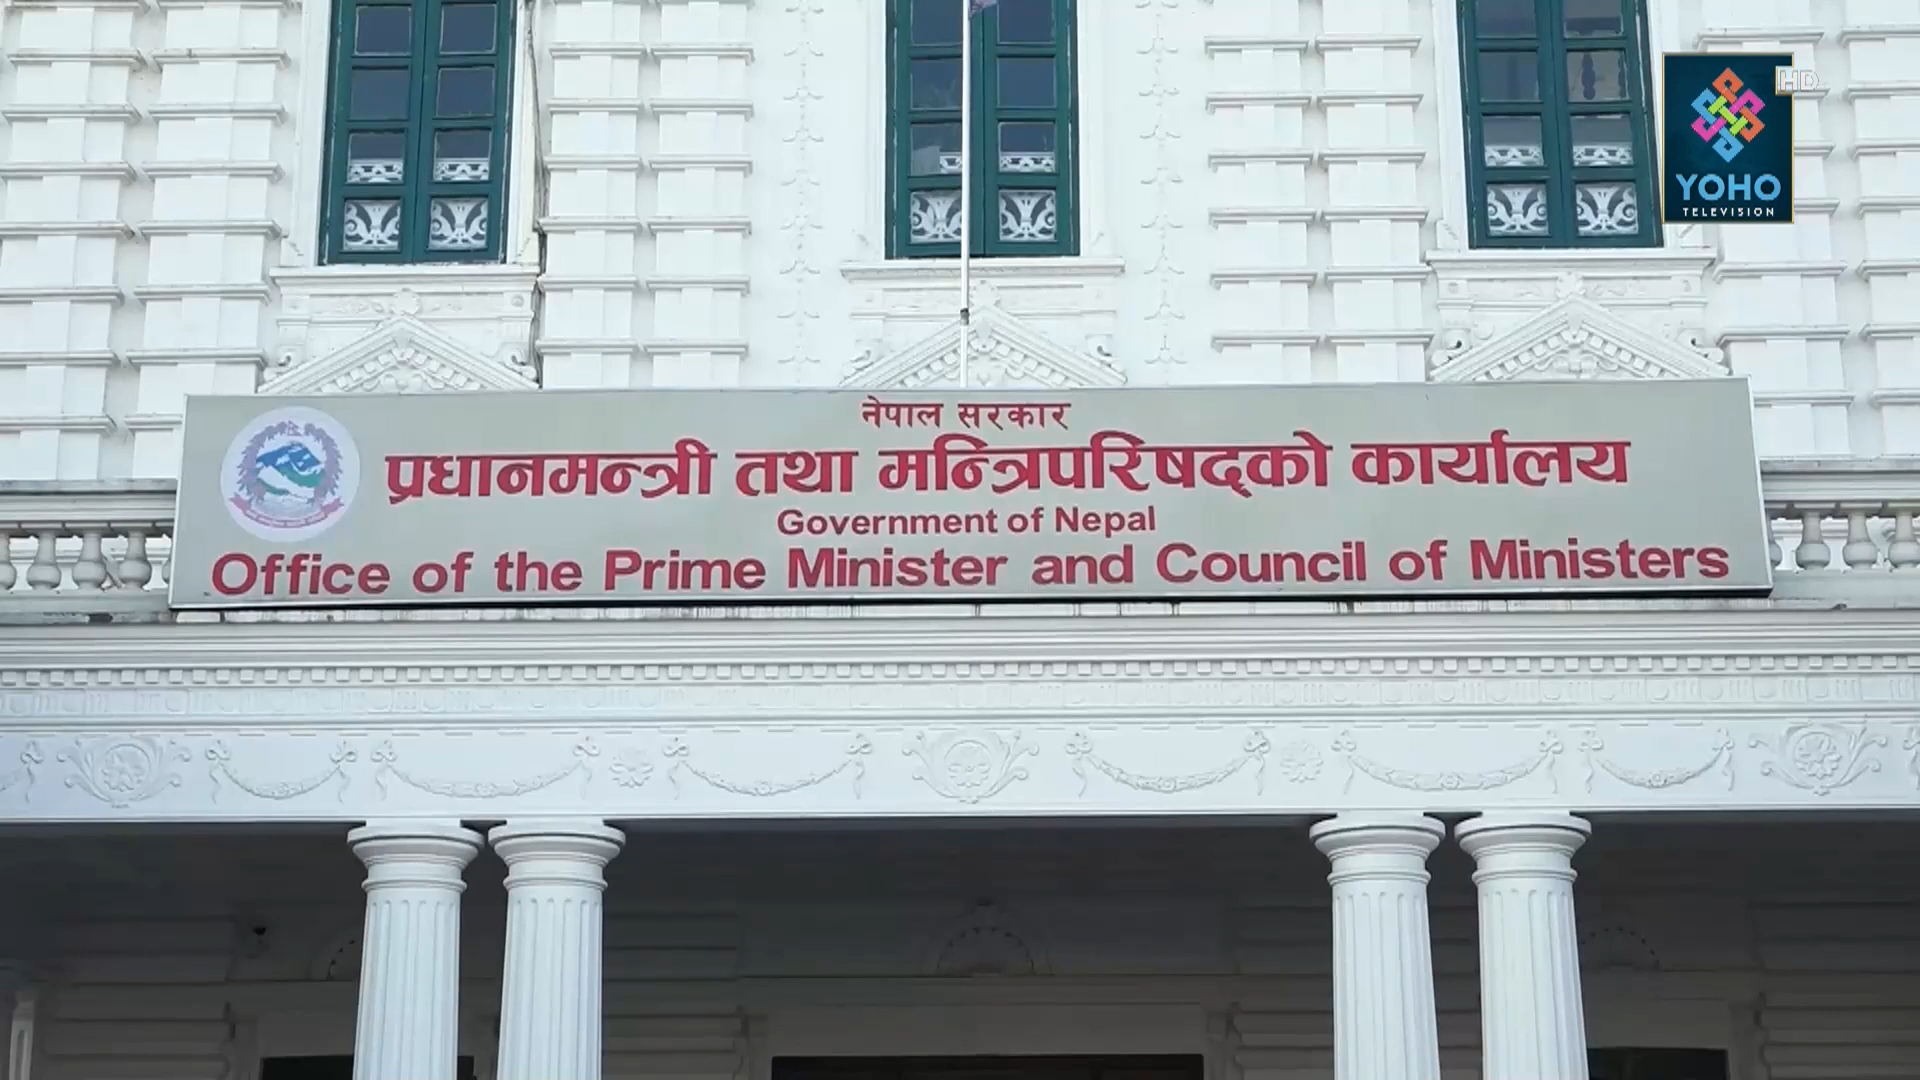 HD
YOHO
TELEVISION
नेपाल सरकार
प्रधानमन्त्री तथा मन्त्रिपरिषद्को कार्यालय
Government of Nepal
Office of the Prime Minister and Council of Ministers